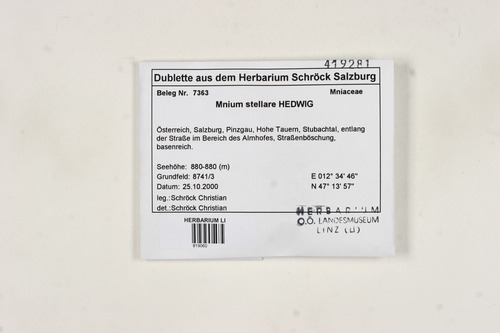 419281
Dublette aus dem Herbarium Schröck Salzburg
Beleg Nr. 7363 Mniaceae
Mnium stellare HEDWIG
Österreich, Salzburg, Pinzgau, Hohe Tauern, Stubachtal, entlang
der Straße im Bereich des Almhofes, Straßenböschung,
basenreich.
Seehöhe: 880-880 (m)
Grundfeld: 8741/3 E 012° 34' 46"
Datum: 25.10.2000 N 47° 13' 57"
leg.:Schröck Christian
det.:Schröck Christian
HERBARIUM
O.Ö. LANDESMUSEUM
LINZ (LI)
HERBARIUM LI